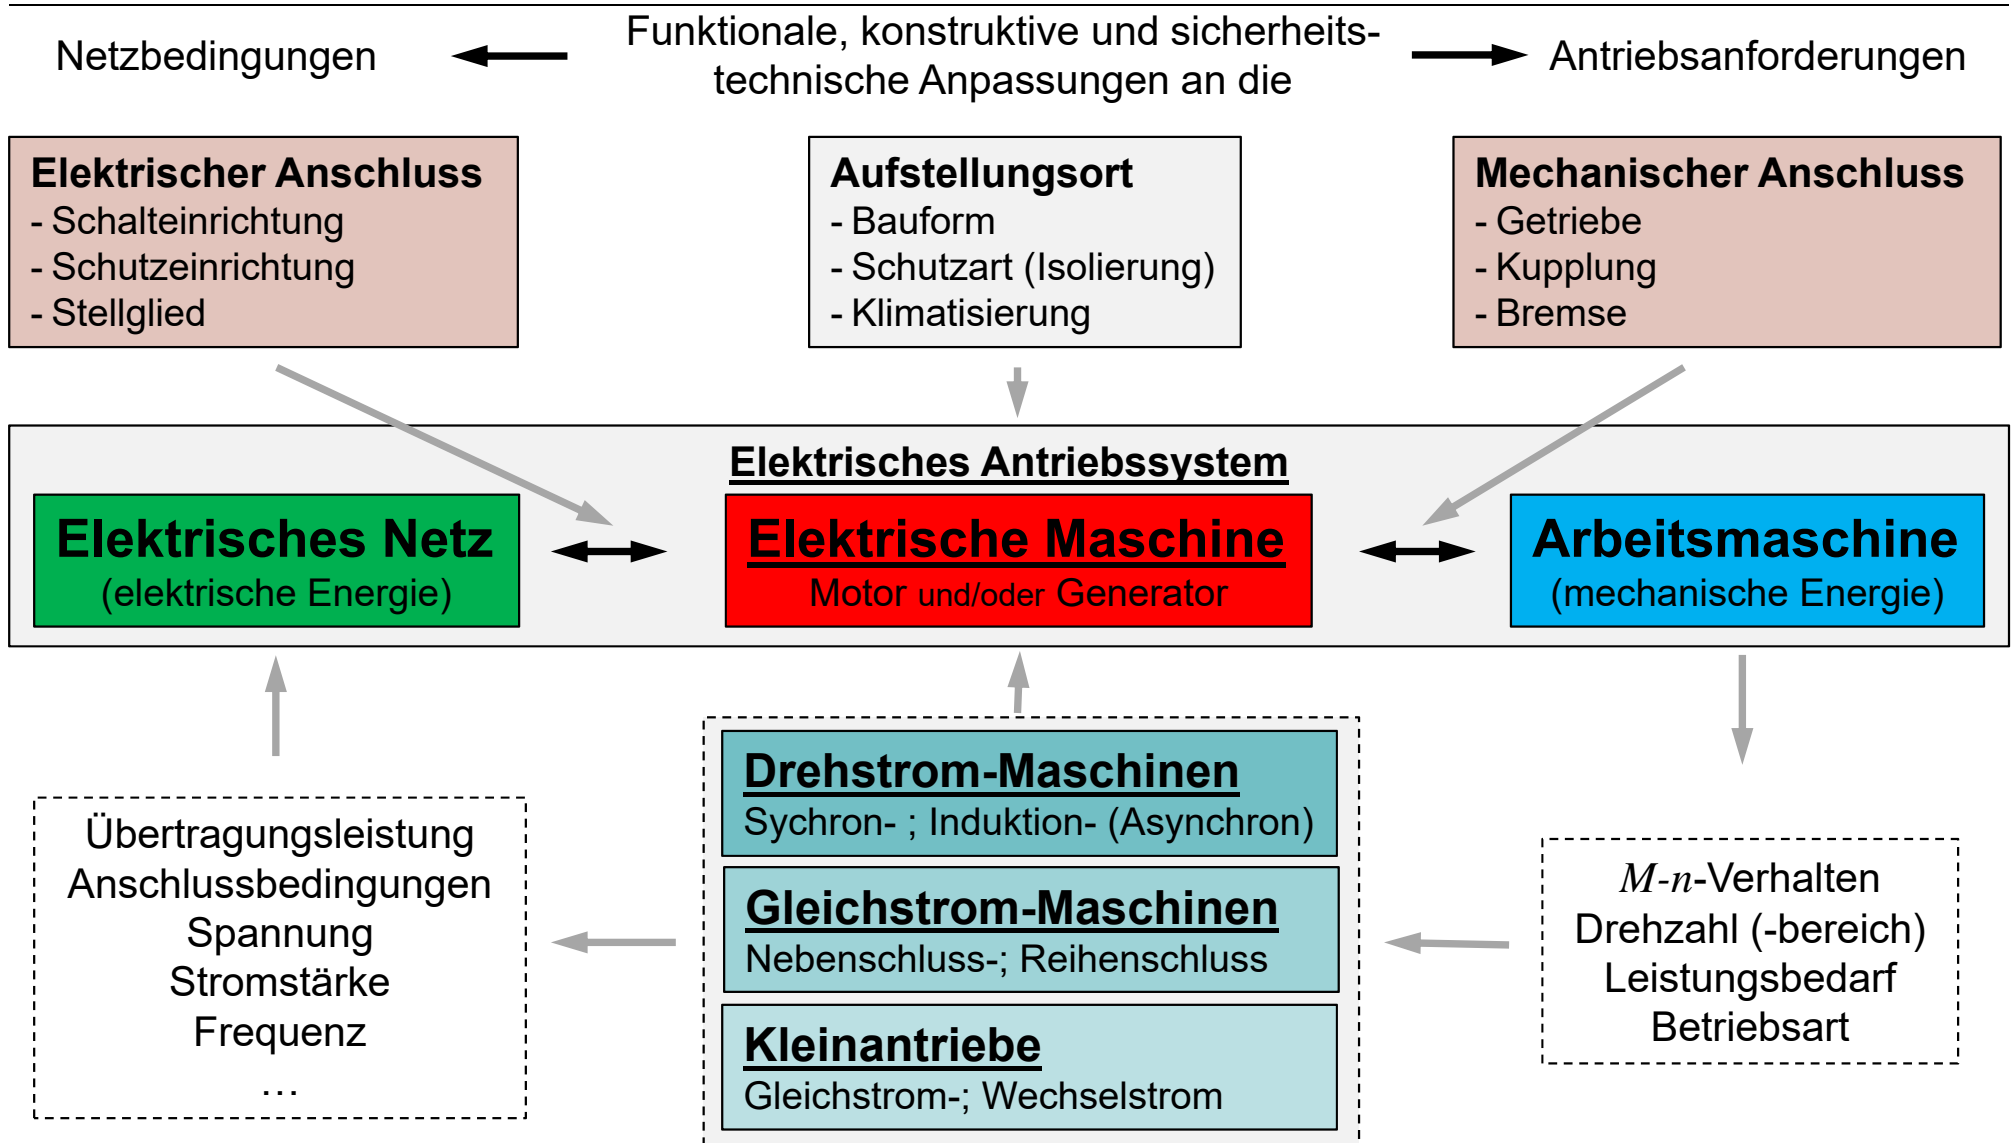 Netzbedingungen
Funktionale, konstruktive und sicherheits-
technische Anpassungen an die
Antriebsanforderungen
Elektrischer Anschluss
- Schalteinrichtung
- Schutzeinrichtung
- Stellglied
Aufstellungsort
- Bauform
- Schutzart (Isolierung)
- Klimatisierung
Mechanischer Anschluss
- Getriebe
- Kupplung
- Bremse
Elektrisches Antriebssystem
Elektrisches Netz
(elektrische Energie)
Elektrische Maschine
Motor und/oder Generator
Arbeitsmaschine
(mechanische Energie)
Übertragungsleistung
Anschlussbedingungen
Spannung
Stromstärke
Frequenz
…
Drehstrom-Maschinen
Sychron- ; Induktion- (Asynchron)
Gleichstrom-Maschinen
Nebenschluss-; Reihenschluss
Kleinantriebe
Gleichstrom-; Wechselstrom
M-n-Verhalten
Drehzahl (-bereich)
Leistungsbedarf
Betriebsart